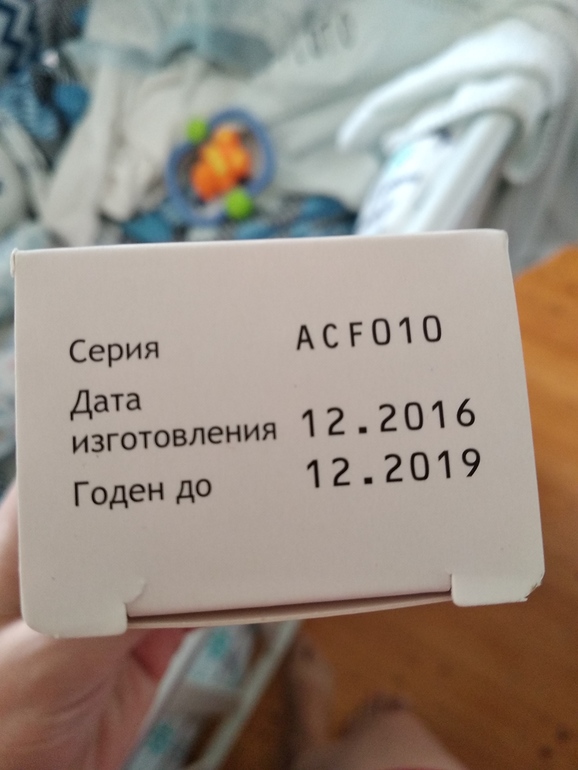 Серия ACF010
Дата
изготовления 12.2016
Годен до 12.2019